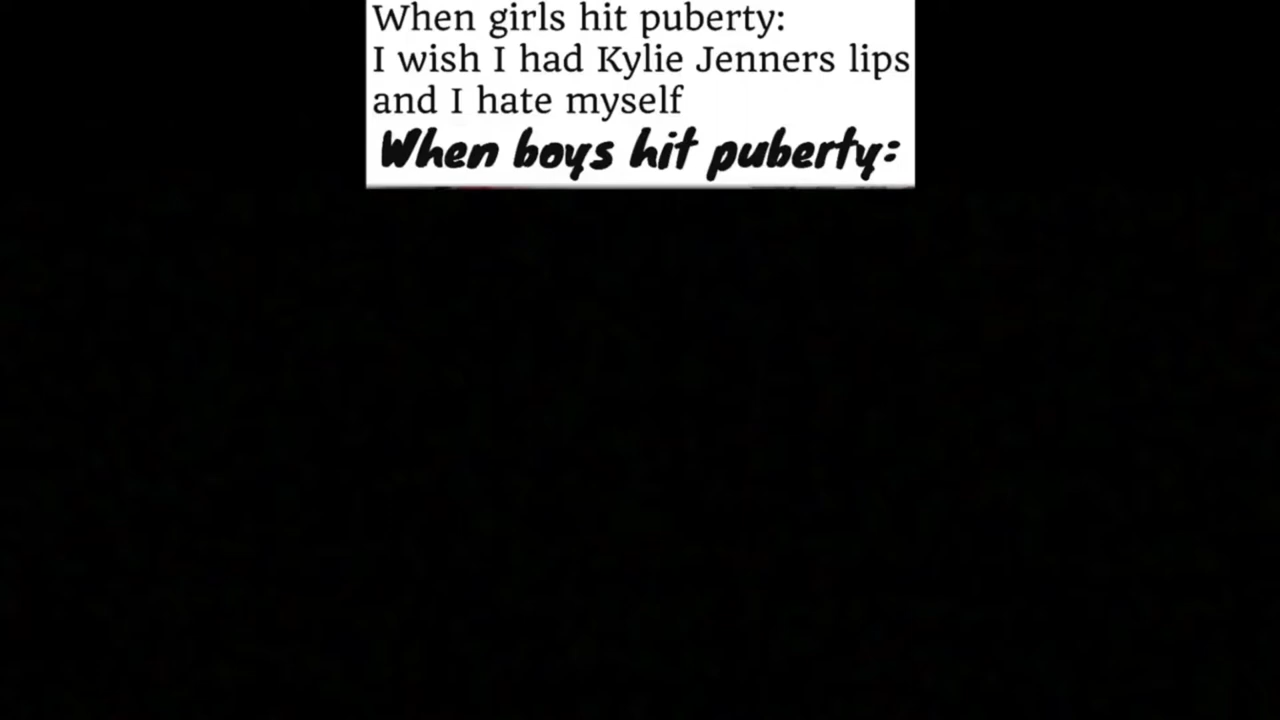 When girls hit puberty:
I wish I had Kylie Jenners lips
and I hate myself
When boys hit puberty: